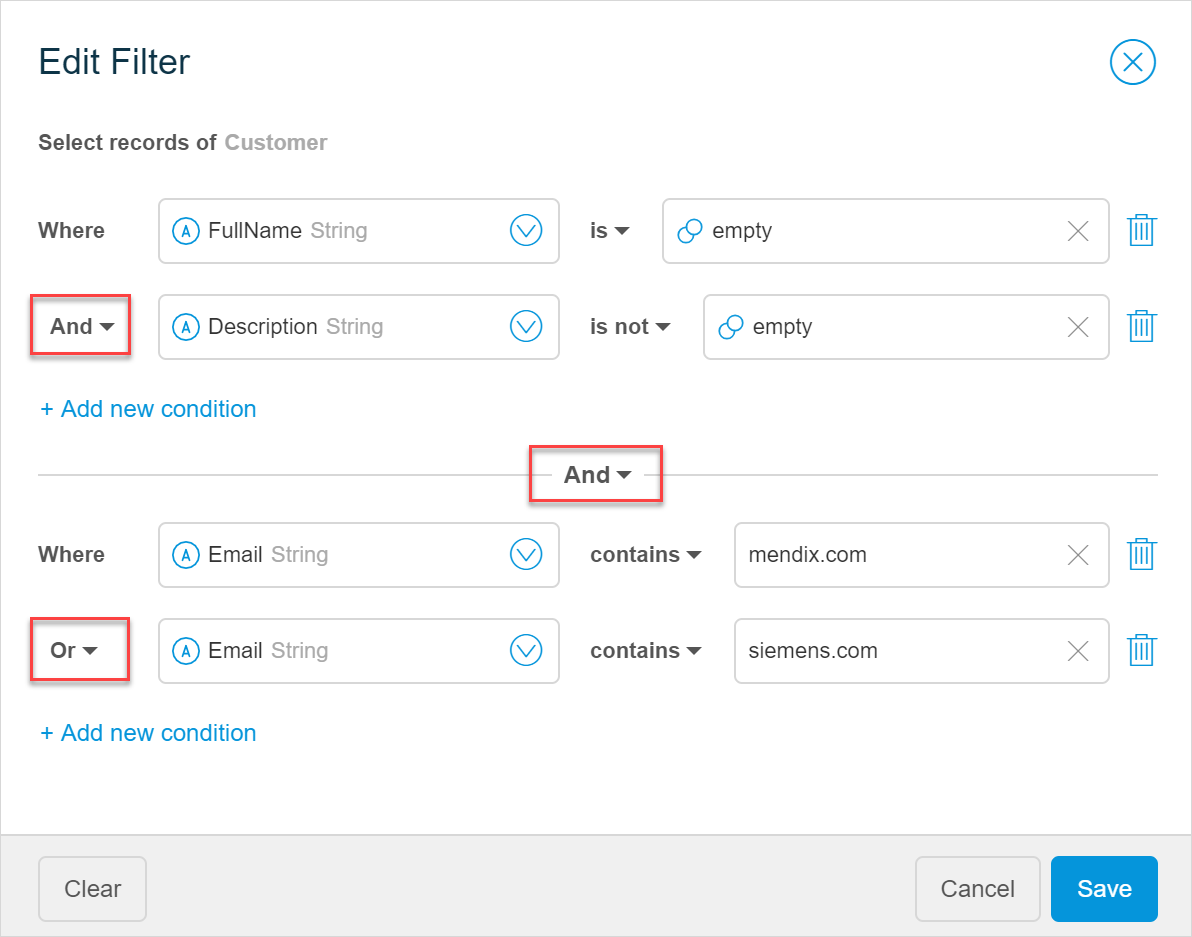 Edit Filter
Select records of Customer
Where A FullName String is empty
And A Description String is not empty
+ Add new condition
And
Where A Email String contains mendix.com
Or A Email String contains siemens.com
+ Add new condition
Clear Cancel Save